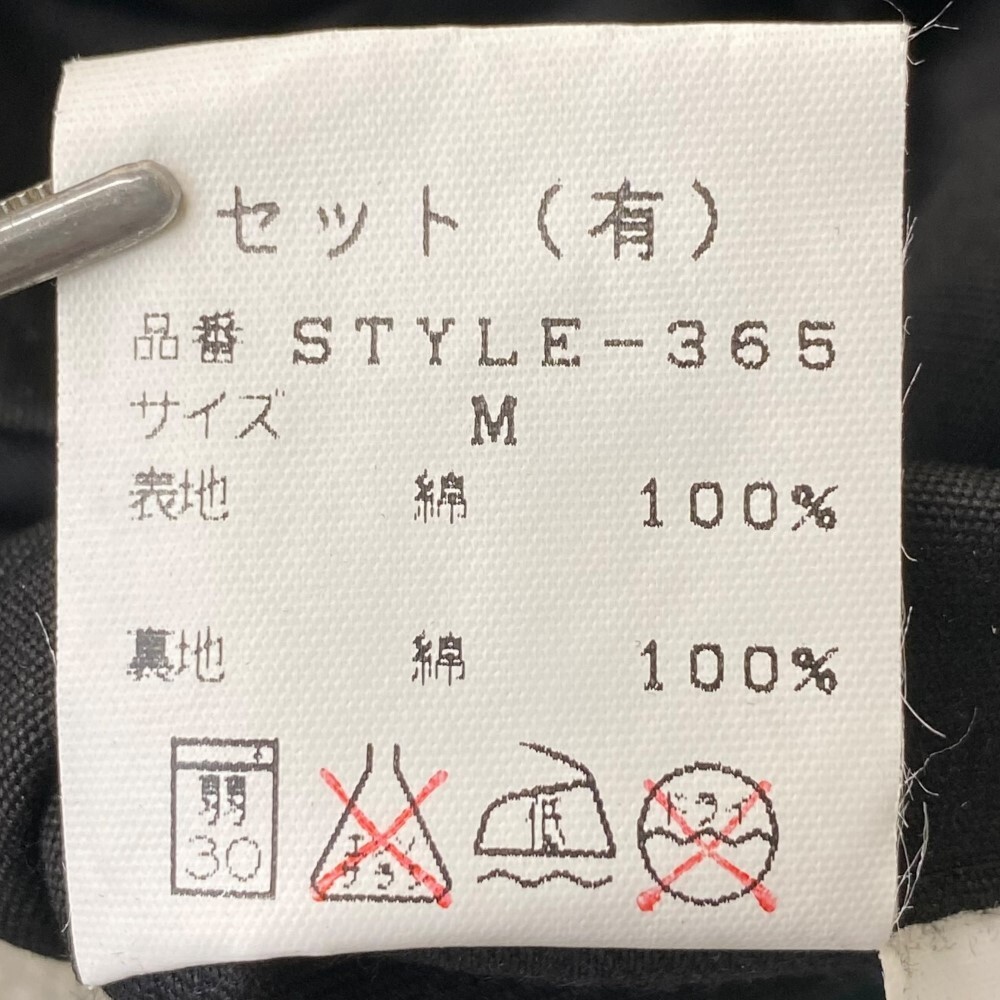 セット（有）
品番 STYLE-365
サイズ M
表地 綿 100%
裏地 綿 100%
弱
30
エンソ
サラシ
低
ドライ